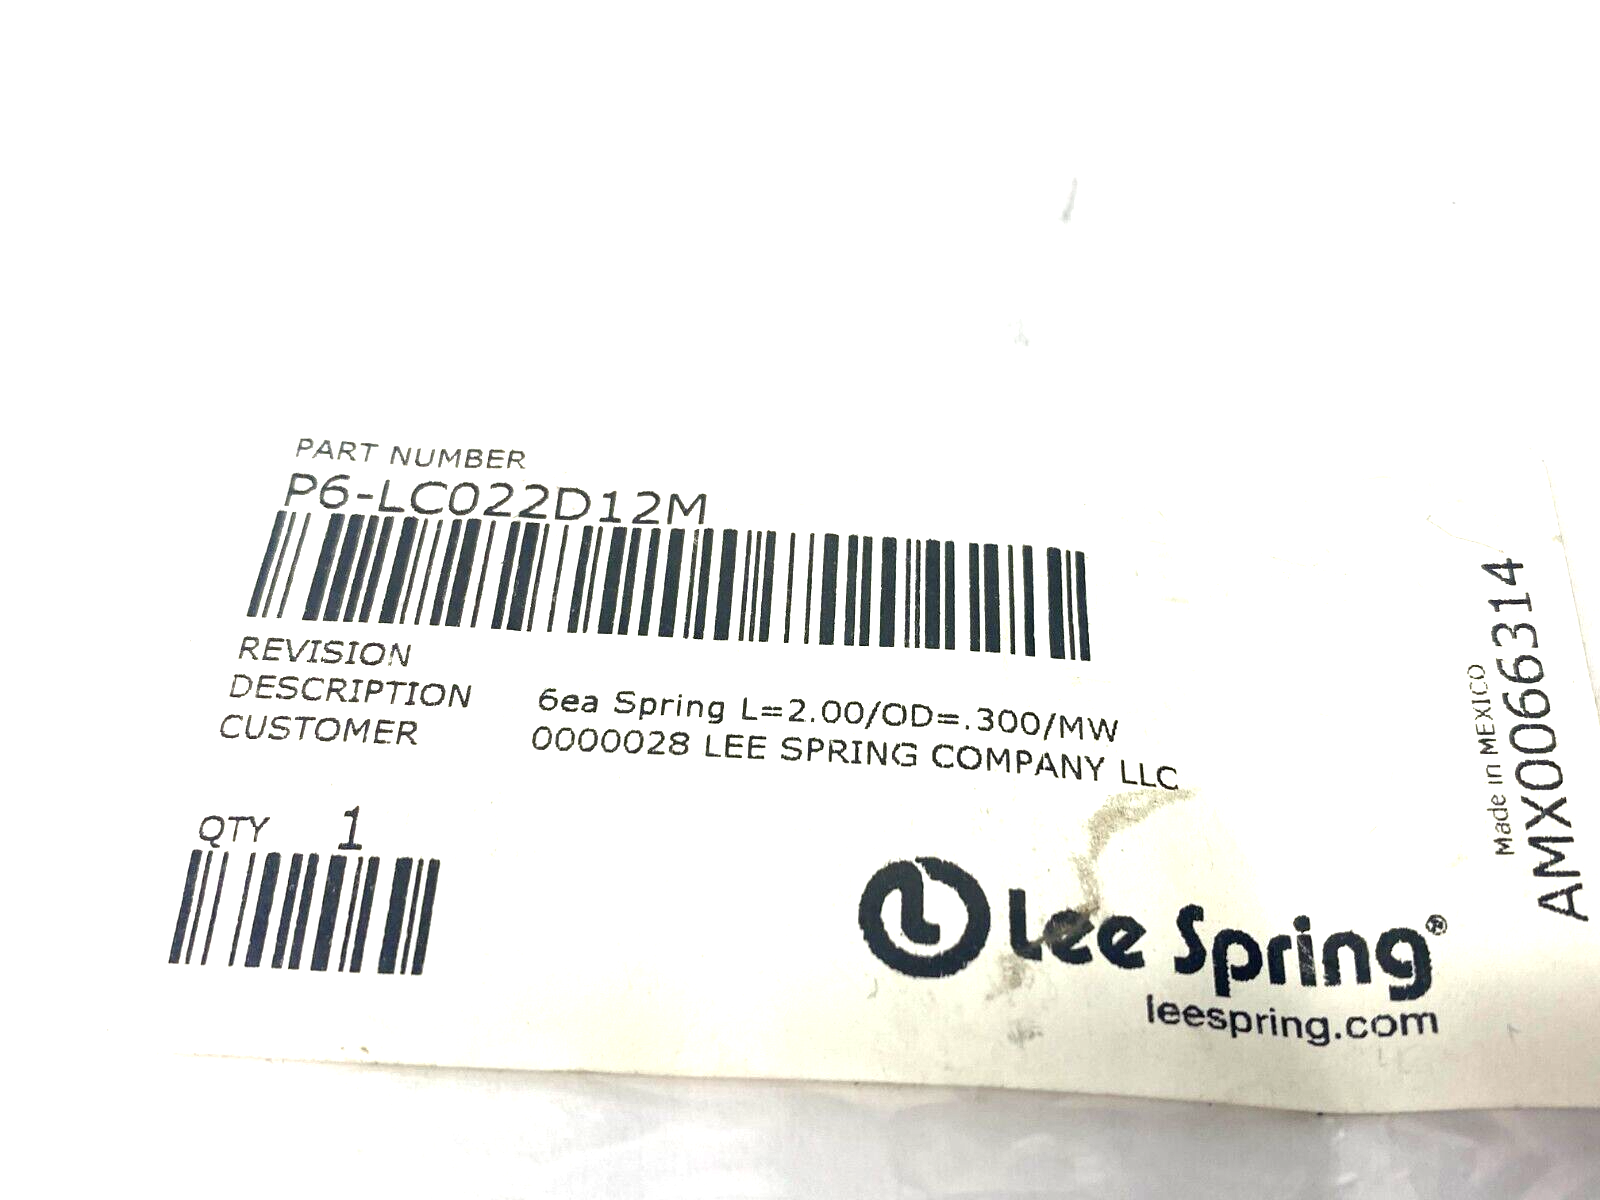 PART NUMBER
P6-LC022D12M
REVISION
DESCRIPTION 6ea Spring L=2.00/OD=.300/MW
CUSTOMER 0000028 LEE SPRING COMPANY LLC
QTY 1
Lee Spring®
leespring.com
Made in MEXICO
AMX0066314